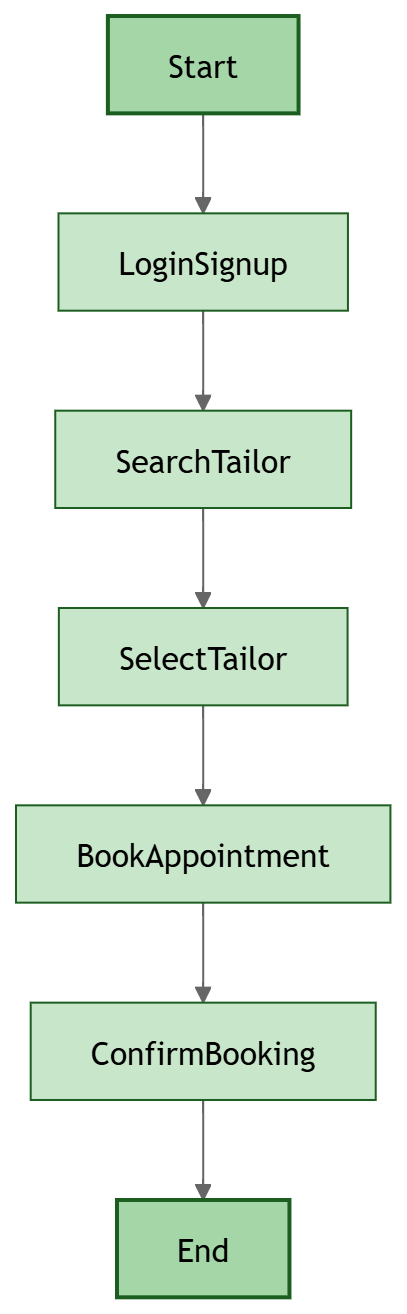 Start
LoginSignup
SearchTailor
SelectTailor
BookAppointment
ConfirmBooking
End